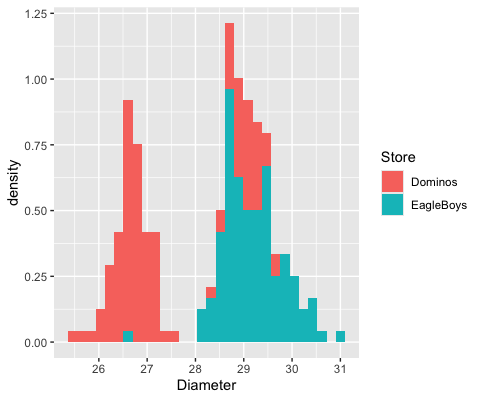 1.25
1.00
0.75
0.50
0.25
0.00
density
26 27 28 29 30 31
Diameter
Store
Dominos
EagleBoys